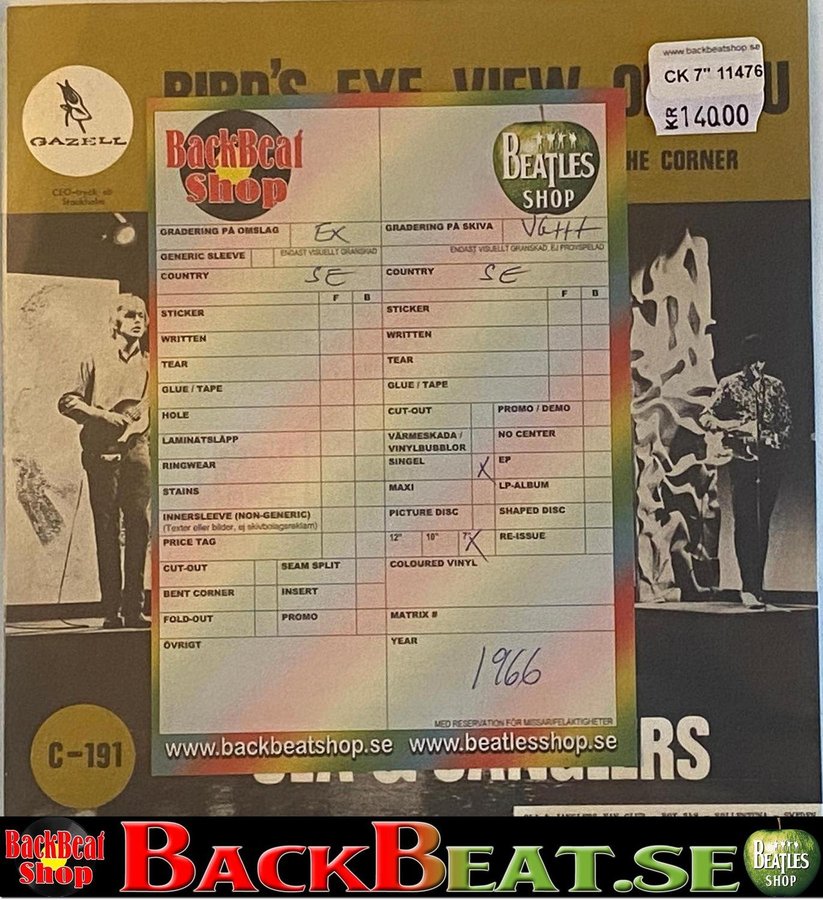 www.backbeatshop.se
CK 7" 11476
KR 140.00
BIRD'S EYE VIEW O U
HE CORNER
GAZELL
CEO-tryck ab
Stockholm
BackBeat
Shop
BEATLES
SHOP
GRADERING PÅ OMSLAG EX
GRADERING PÅ SKIVA VG++
GENERIC SLEEVE
ENDAST VISUELLT GRANSKAD
ENDAST VISUELLT GRANSKAD, EJ PROVSPELAD
COUNTRY SE
COUNTRY SE
F B
F B
STICKER
STICKER
WRITTEN
WRITTEN
TEAR
TEAR
GLUE / TAPE
GLUE / TAPE
HOLE
CUT-OUT
PROMO / DEMO
LAMINATSLÄPP
VÄRMESKADA /
VINYLBUBBLOR
NO CENTER
RINGWEAR
SINGEL X
EP
STAINS
MAXI
LP-ALBUM
INNERSLEEVE (NON-GENERIC)
(Texter eller bilder, ej skivbolagsreklam)
PICTURE DISC
SHAPED DISC
PRICE TAG
12" 10" 7" X
RE-ISSUE
CUT-OUT
SEAM SPLIT
COLOURED VINYL
BENT CORNER
INSERT
FOLD-OUT
PROMO
MATRIX #
ÖVRIGT
YEAR
1966
MED RESERVATION FÖR MISSAR/FELAKTIGHETER
www.backbeatshop.se www.beatlesshop.se
C-191
RS
BackBeat
Shop
BACKBEAT.SE
BEATLES
SHOP